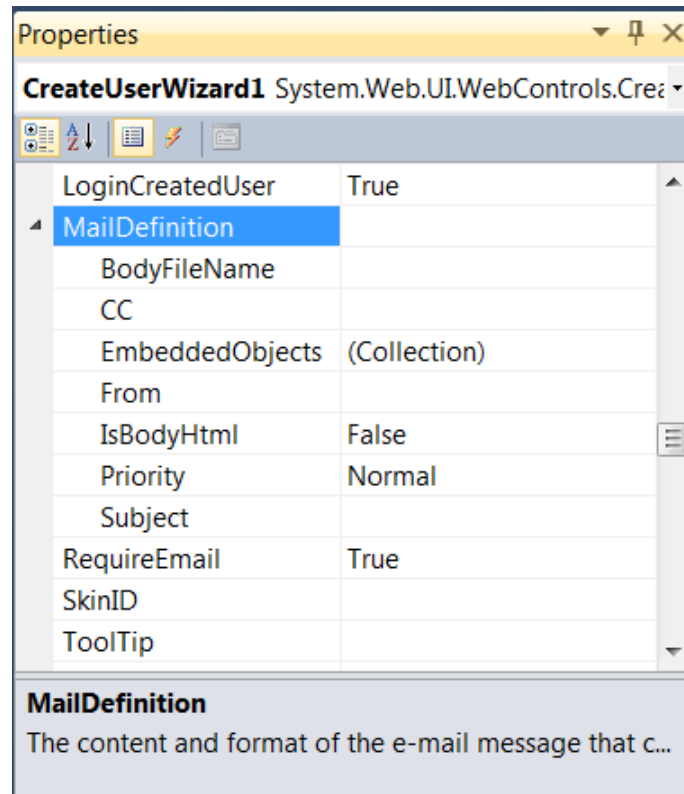 Properties
CreateUserWizard1 System.Web.UI.WebControls.Crea
LoginCreatedUser True
MailDefinition
BodyFileName
CC
EmbeddedObjects (Collection)
From
IsBodyHtml False
Priority Normal
Subject
RequireEmail True
SkinID
ToolTip
MailDefinition
The content and format of the e-mail message that c...